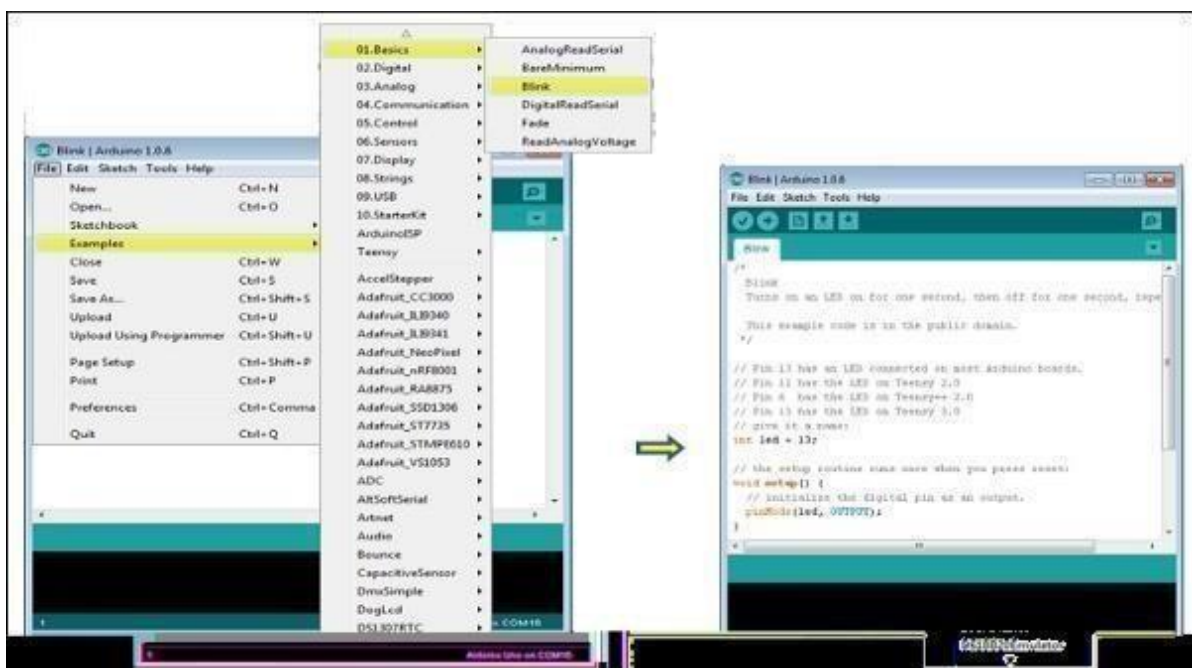 01.Basics
02.Digital
03.Analog
04.Communication
05.Control
06.Sensors
07.Display
08.Strings
09.USB
10.StarterKit
ArduinoISP
Teensy
AccelStepper
Adafruit_CC3000
Adafruit_ILI9340
Adafruit_ILI9341
Adafruit_NeoPixel
Adafruit_nRF8001
Adafruit_RA8875
Adafruit_SSD1306
Adafruit_ST7735
Adafruit_STMPE610
Adafruit_VS1053
ADC
AltSoftSerial
Artnet
Audio
Bounce
CapacitiveSensor
DmxSimple
DogLcd
DS1307RTC
AnalogReadSerial
BareMinimum
Blink
DigitalReadSerial
Fade
ReadAnalogVoltage
Blink | Arduino 1.0.6
File Edit Sketch Tools Help
New Ctrl+N
Open... Ctrl+O
Sketchbook
Examples
Close Ctrl+W
Save Ctrl+S
Save As... Ctrl+Shift+S
Upload Ctrl+U
Upload Using Programmer Ctrl+Shift+U
Page Setup Ctrl+Shift+P
Print Ctrl+P
Preferences Ctrl+Comma
Quit Ctrl+Q
1
COM16
Arduino Uno on COM16
Blink | Arduino 1.0.6
File Edit Sketch Tools Help
Blink
/*
Blink
Turns on an LED on for one second, then off for one second, repe
This example code is in the public domain.
*/
// Pin 13 has an LED connected on most Arduino boards.
// Pin 11 has the LED on Teensy 2.0
// Pin 6 has the LED on Teensy++ 2.0
// Pin 13 has the LED on Teensy 3.0
// give it a name:
int led = 13;
// the setup routine runs once when you press reset:
void setup() {
// initialize the digital pin as an output.
pinMode(led, OUTPUT);
}